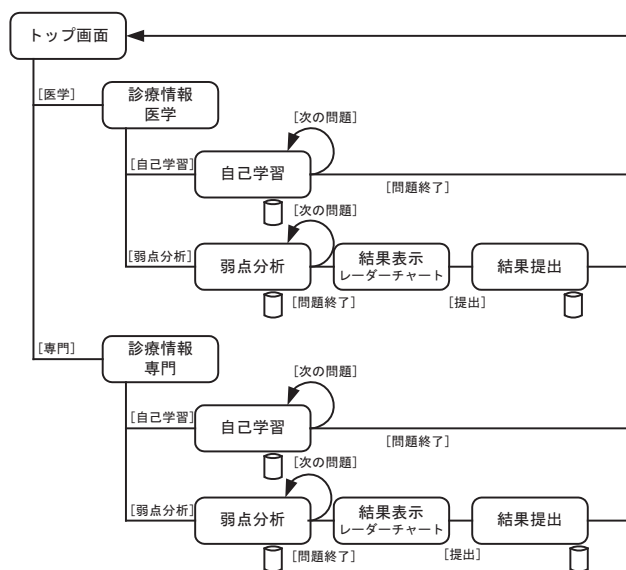 トップ画面
[医学]
診療情報
医学
[次の問題]
[自己学習]
自己学習
[問題終了]
[次の問題]
[弱点分析]
弱点分析
結果表示
レーダーチャート
結果提出
[問題終了]
[提出]
[専門]
診療情報
専門
[次の問題]
[自己学習]
自己学習
[問題終了]
[次の問題]
[弱点分析]
弱点分析
結果表示
レーダーチャート
結果提出
[問題終了]
[提出]